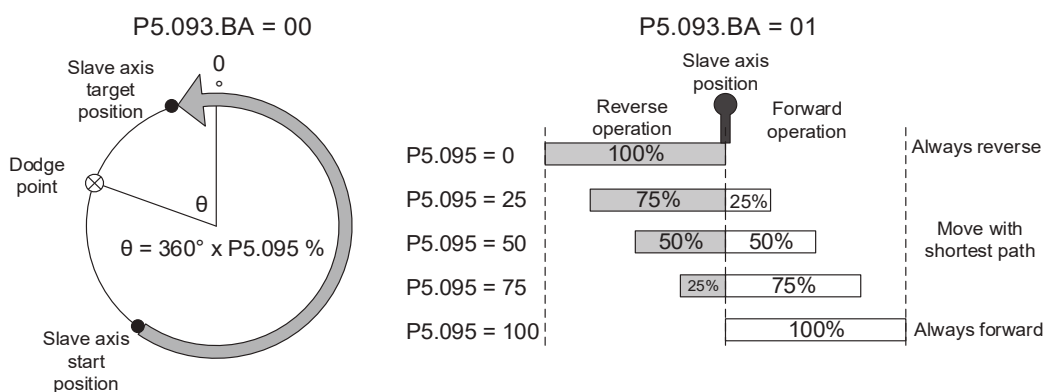 P5.093.BA = 00
0
°
Slave axis
target
position
Dodge
point
θ
θ = 360° x P5.095 %
Slave axis
start
position
P5.093.BA = 01
Slave axis
position
Reverse
operation
Forward
operation
P5.095 = 0
100%
Always reverse
P5.095 = 25
75%
25%
P5.095 = 50
50%
50%
Move with
shortest path
P5.095 = 75
25%
75%
P5.095 = 100
100%
Always forward